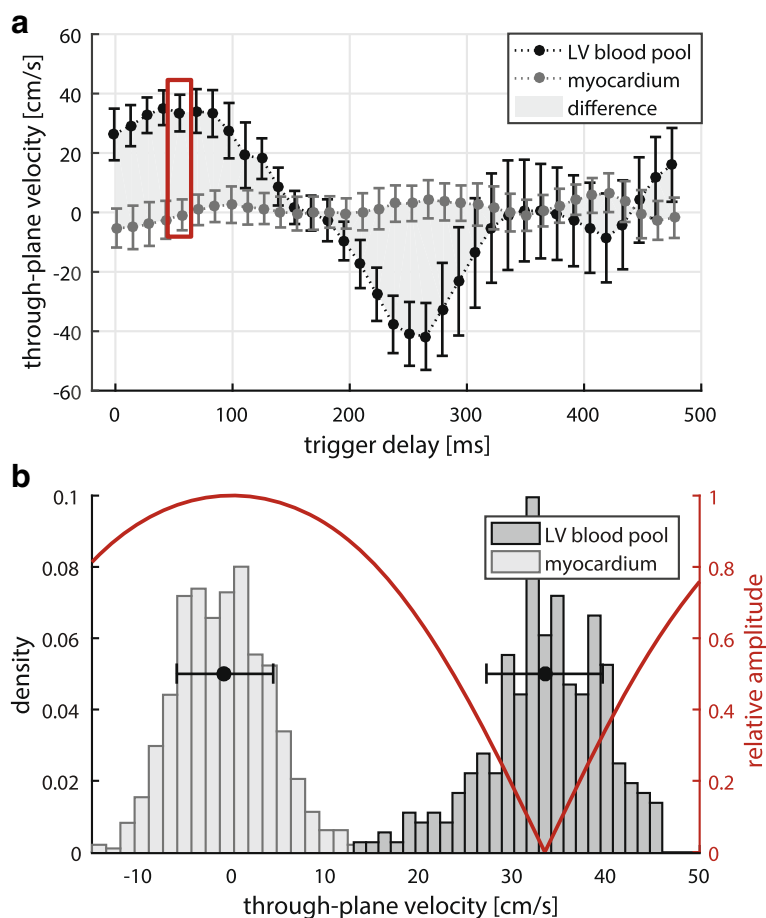 a
60
40
20
0
-20
-40
-60
through-plane velocity [cm/s]
LV blood pool
myocardium
difference
0 100 200 300 400 500
trigger delay [ms]
b
0.1
0.08
0.06
0.04
0.02
0
density
LV blood pool
myocardium
1
0.8
0.6
0.4
0.2
0
relative amplitude
-10 0 10 20 30 40 50
through-plane velocity [cm/s]